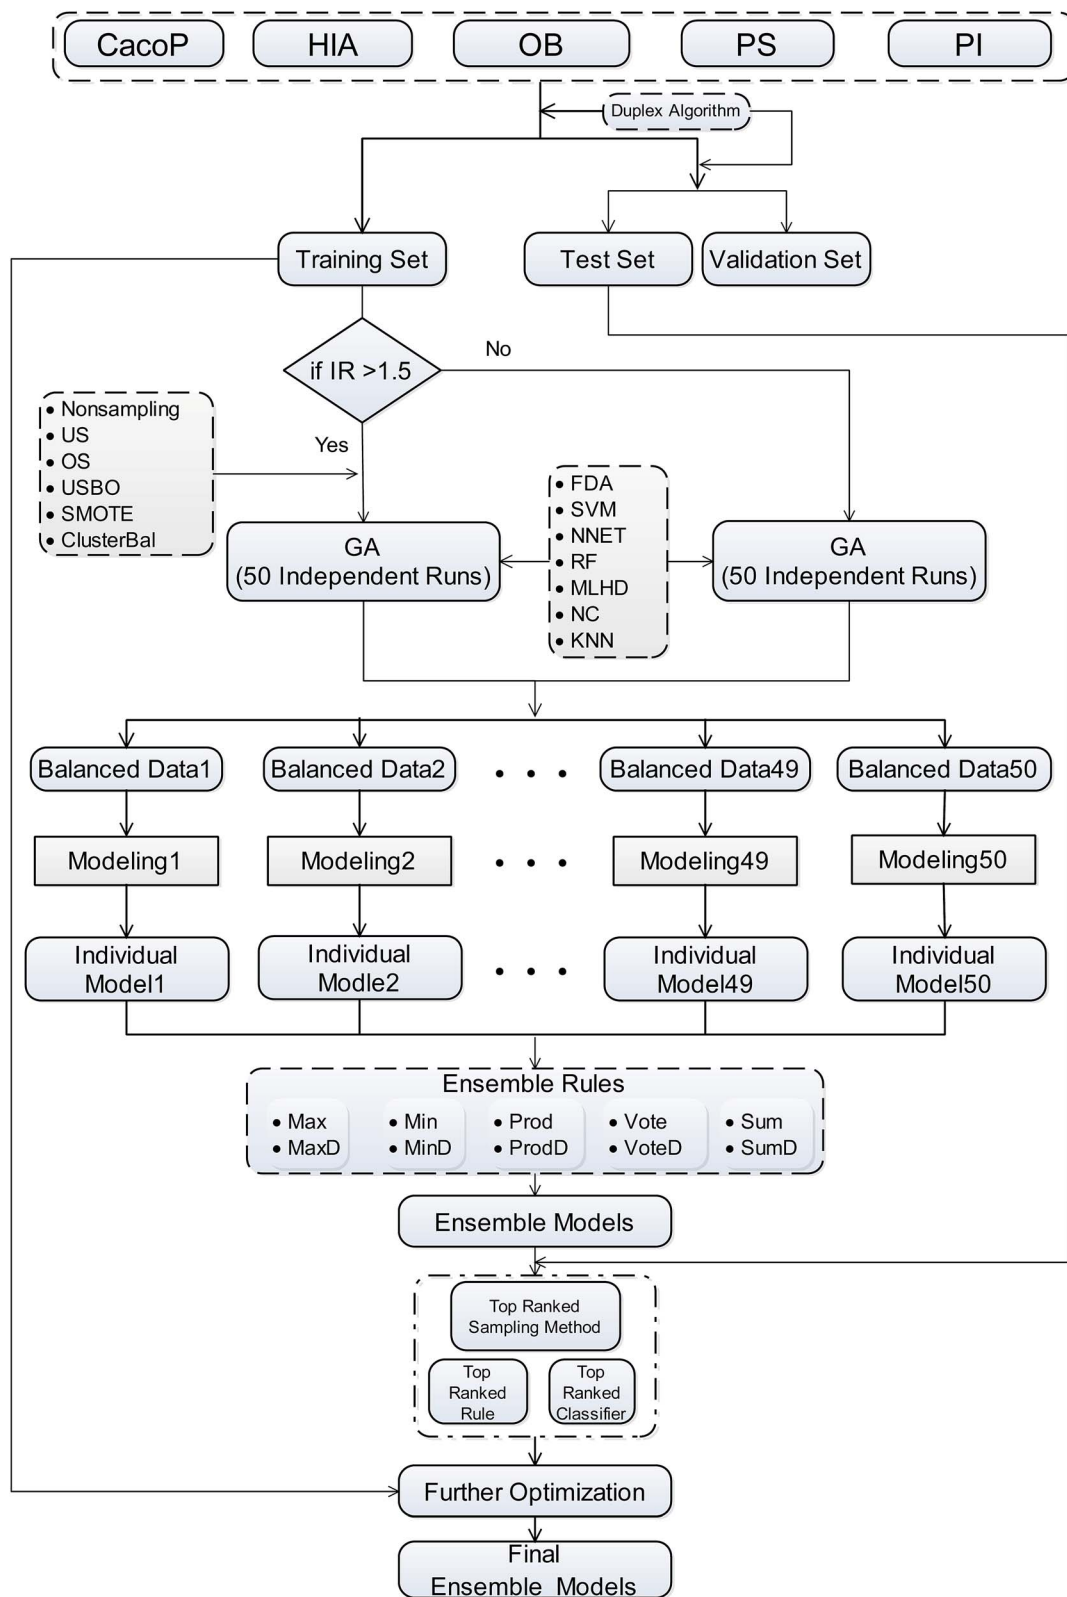 CacoP
HIA
OB
PS
PI
Duplex Algorithm
Training Set
Test Set
Validation Set
if IR >1.5
No
Yes
• Nonsampling
• US
• OS
• USBO
• SMOTE
• ClusterBal
• FDA
• SVM
• NNET
• RF
• MLHD
• NC
• KNN
GA
(50 Independent Runs)
GA
(50 Independent Runs)
Balanced Data1
Balanced Data2
• • •
Balanced Data49
Balanced Data50
Modeling1
Modeling2
• • •
Modeling49
Modeling50
Individual
Model1
Individual
Modle2
• • •
Individual
Model49
Individual
Model50
Ensemble Rules
• Max
• MaxD
• Min
• MinD
• Prod
• ProdD
• Vote
• VoteD
• Sum
• SumD
Ensemble Models
Top Ranked
Sampling Method
Top
Ranked
Rule
Top
Ranked
Classifier
Further Optimization
Final
Ensemble Models